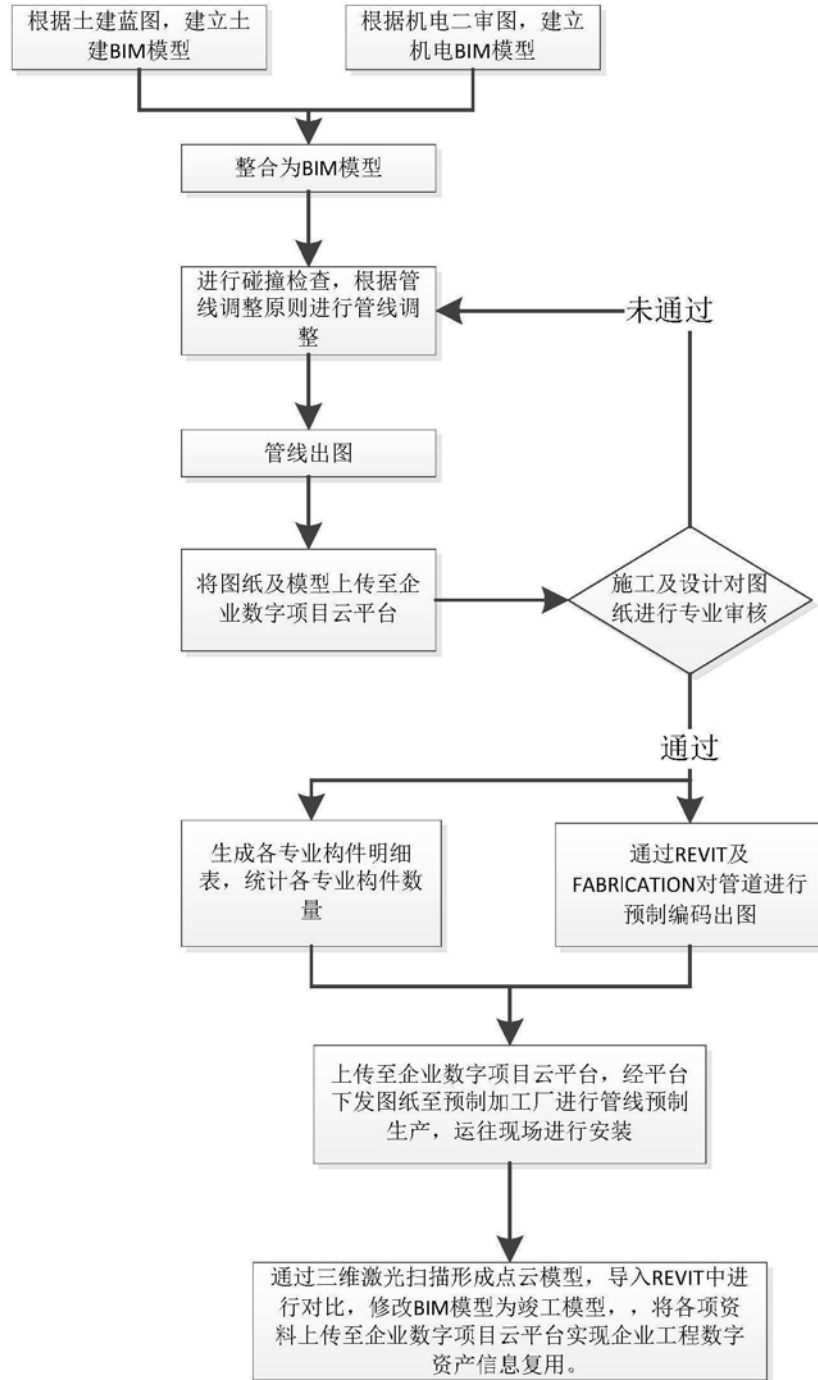 根据土建蓝图，建立土
建BIM模型
根据机电二审图，建立
机电BIM模型
整合为BIM模型
进行碰撞检查，根据管
线调整原则进行管线调
整
未通过
管线出图
将图纸及模型上传至企
业数字项目云平台
施工及设计对图
纸进行专业审核
通过
生成各专业构件明细
表，统计各专业构件数
量
通过REVIT及
FABRICATION对管道进行
预制编码出图
上传至企业数字项目云平台，经平台
下发图纸至预制加工厂进行管线预制
生产，运往现场进行安装
通过三维激光扫描形成点云模型，导入REVIT中进
行对比，修改BIM模型为竣工模型，，将各项资
料上传至企业数字项目云平台实现企业工程数字
资产信息复用。